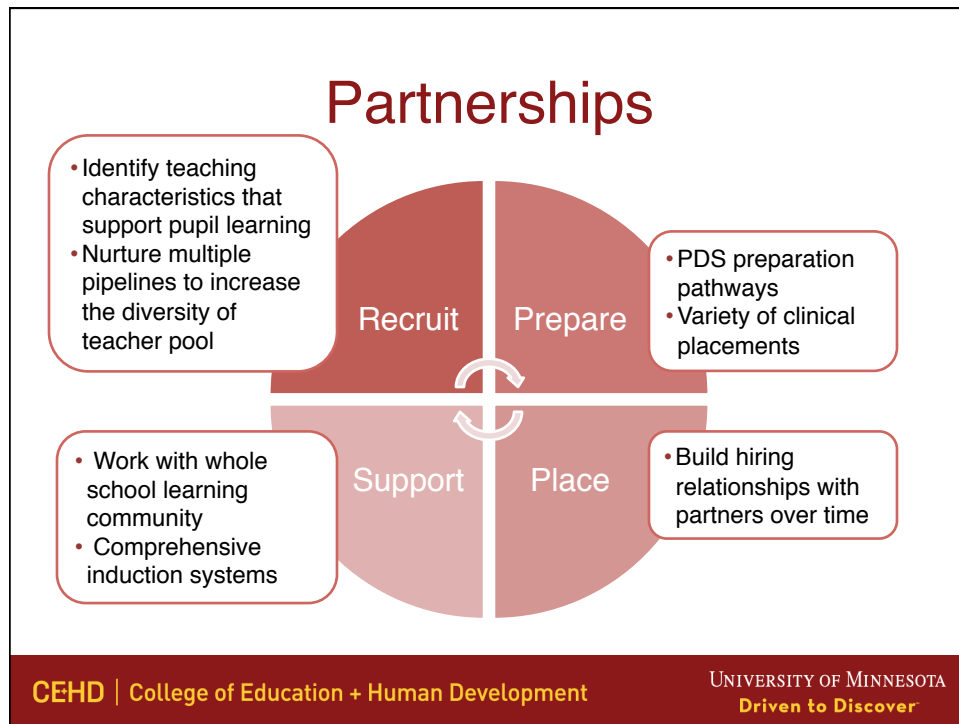 Partnerships
• Identify teaching
characteristics that
support pupil learning
• Nurture multiple
pipelines to increase
the diversity of
teacher pool
Recruit
Prepare
• PDS preparation
pathways
• Variety of clinical
placements
• Work with whole
school learning
community
• Comprehensive
induction systems
Support
Place
• Build hiring
relationships with
partners over time
CEHD | College of Education + Human Development
UNIVERSITY OF MINNESOTA
Driven to Discover℠